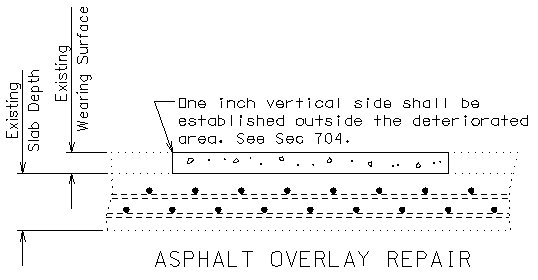 Existing
Slab Depth
Existing
Wearing Surface
One inch vertical side shall be
established outside the deteriorated
area. See Sec 704.
ASPHALT OVERLAY REPAIR